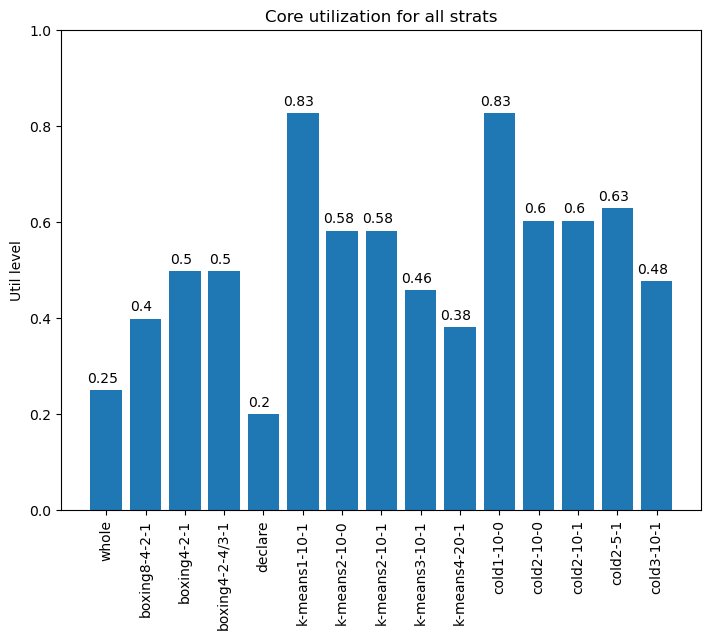 Core utilization for all strats
Util level
1.0
0.8
0.6
0.4
0.2
0.0
0.25
0.4
0.5
0.5
0.2
0.83
0.58
0.58
0.46
0.38
0.83
0.6
0.6
0.63
0.48
whole
boxing8-4-2-1
boxing4-2-1
boxing4-2-4/3-1
declare
k-means1-10-1
k-means2-10-0
k-means2-10-1
k-means3-10-1
k-means4-20-1
cold1-10-0
cold2-10-0
cold2-10-1
cold2-5-1
cold3-10-1